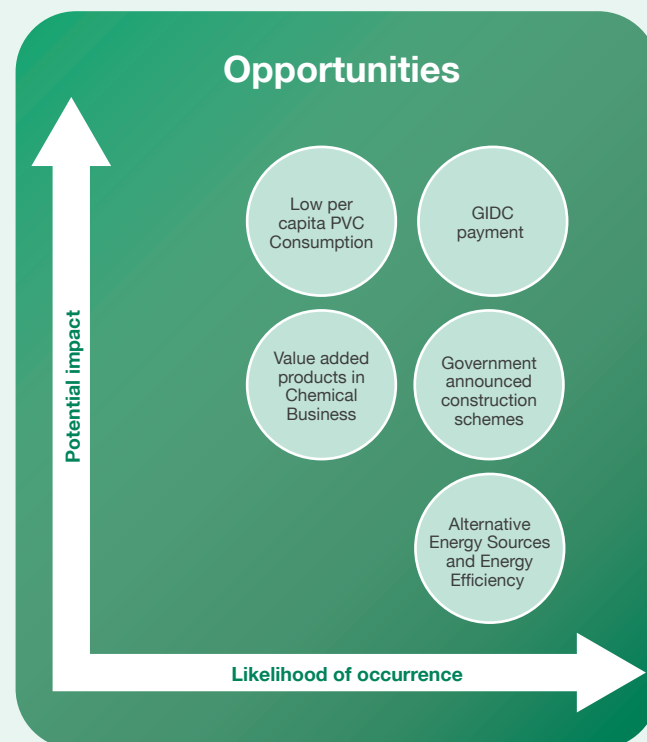 Opportunities
Low per
capita PVC
Consumption
GIDC
payment
Value added
products in
Chemical
Business
Government
announced
construction
schemes
Alternative
Energy Sources
and Energy
Efficiency
Potential impact
Likelihood of occurrence